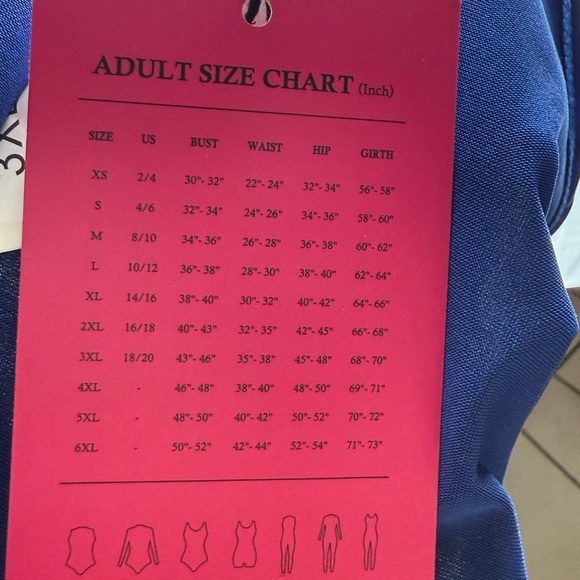 ADULT SIZE CHART (Inch)
SIZE US BUST WAIST HIP GIRTH
XS 2/4 30"- 32" 22"- 24" 32"- 34" 56"- 58"
S 4/6 32"- 34" 24"- 26" 34"- 36" 58"- 60"
M 8/10 34"- 36" 26"- 28" 36"- 38" 60"- 62"
L 10/12 36"- 38" 28"- 30" 38"- 40" 62"- 64"
XL 14/16 38"- 40" 30"- 32" 40"- 42" 64"- 66"
2XL 16/18 40"- 43" 32"- 35" 42"- 45" 66"- 68"
3XL 18/20 43"- 46" 35"- 38" 45"- 48" 68"- 70"
4XL - 46"- 48" 38"- 40" 48"- 50" 69"- 71"
5XL - 48"- 50" 40"- 42" 50"- 52" 70"- 72"
6XL - 50"- 52" 42"- 44" 52"- 54" 71"- 73"